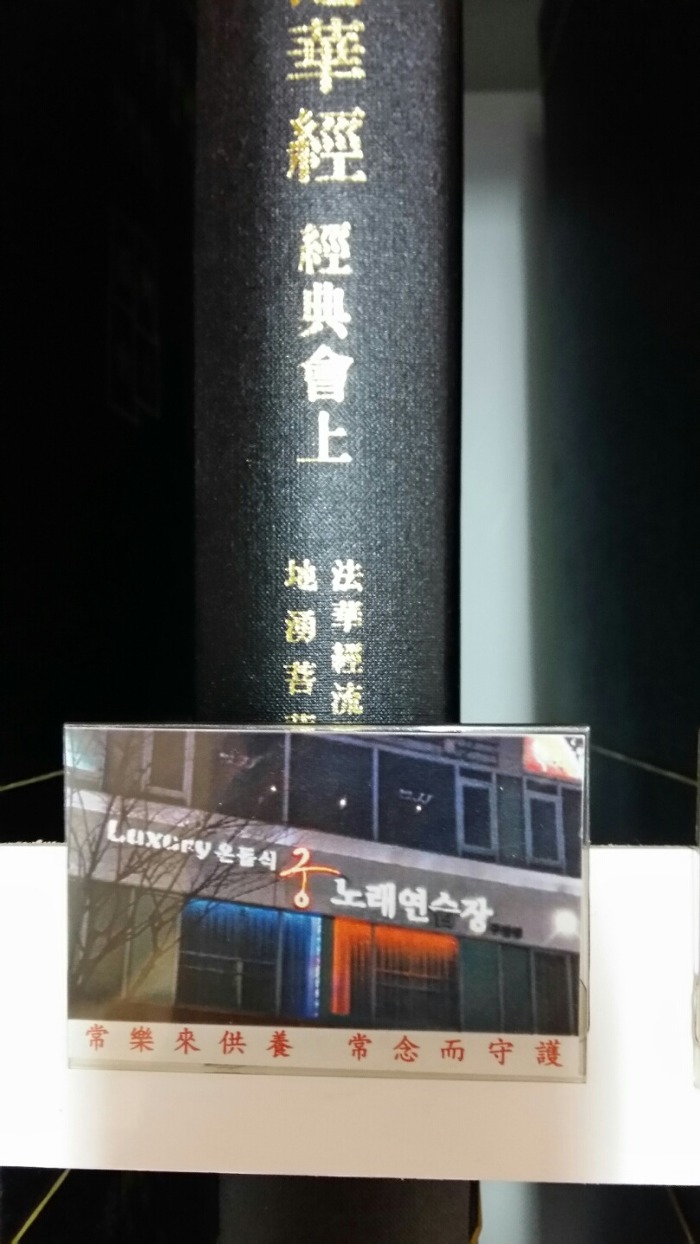 華經 經典會上
法華經流
地湧菩
Luxury 온돌식 궁 노래연습장
常樂來供養 常念而守護